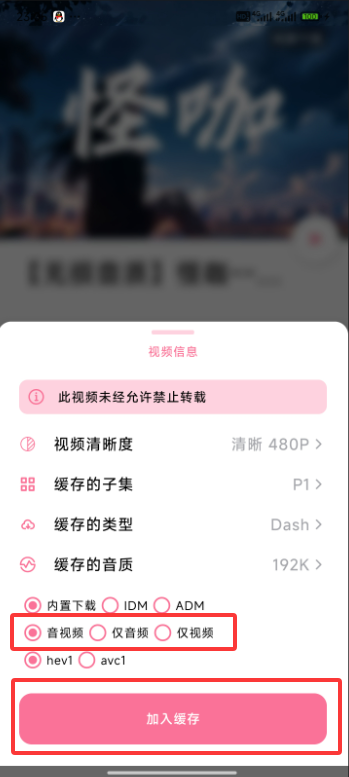 怪咖
视频信息
此视频未经允许禁止转载
视频清晰度 清晰 480P
缓存的子集 P1
缓存的类型 Dash
缓存的音质 192K
内置下载 IDM ADM
音视频 仅音频 仅视频
hev1 avc1
加入缓存